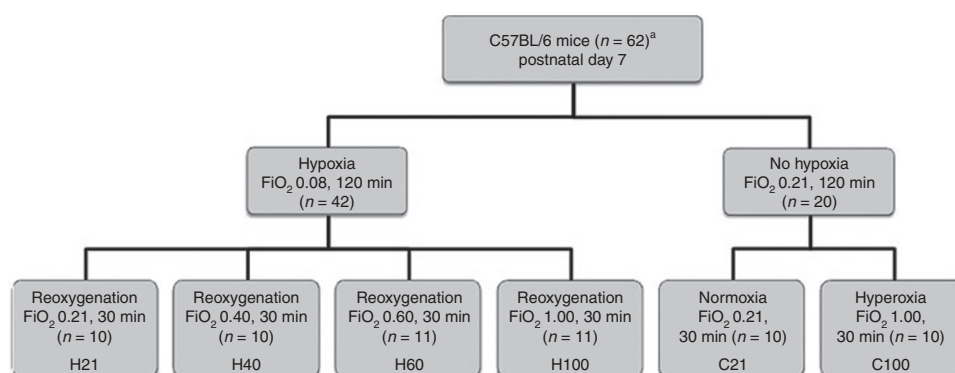 C57BL/6 mice (n = 62)a
postnatal day 7
Hypoxia
FiO2 0.08, 120 min
(n = 42)
No hypoxia
FiO2 0.21, 120 min
(n = 20)
Reoxygenation
FiO2 0.21, 30 min
(n = 10)
H21
Reoxygenation
FiO2 0.40, 30 min
(n = 10)
H40
Reoxygenation
FiO2 0.60, 30 min
(n = 11)
H60
Reoxygenation
FiO2 1.00, 30 min
(n = 11)
H100
Normoxia
FiO2 0.21,
30 min (n = 10)
C21
Hyperoxia
FiO2 1.00,
30 min (n = 10)
C100